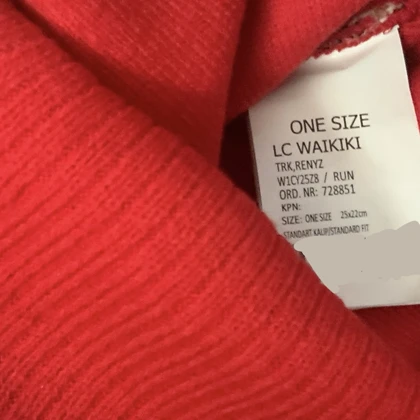 ONE SIZE
LC WAIKIKI
TRK,RENYZ
W1CY25Z8 / RUN
ORD. NR: 728851
KPN:
SIZE: ONE SIZE 25x22cm
STANDART KALIP/STANDARD FIT